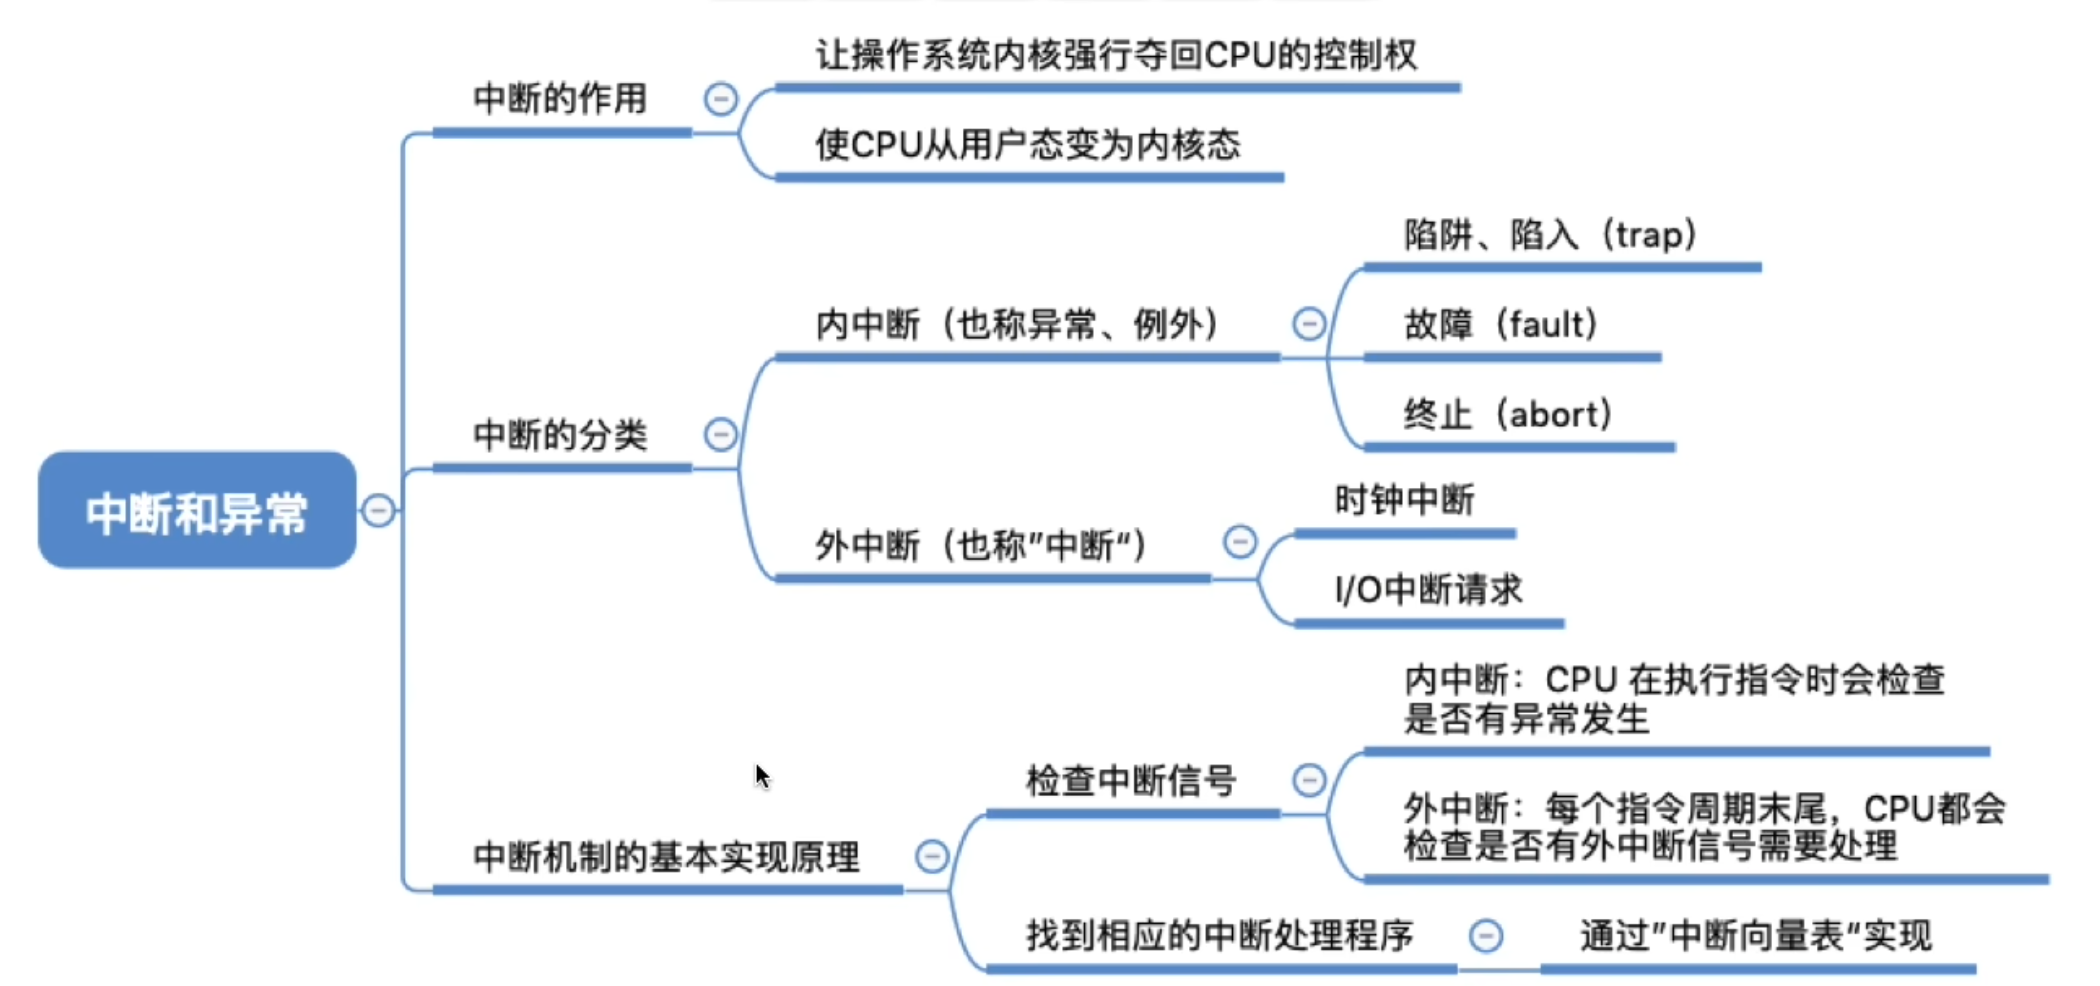 让操作系统内核强行夺回CPU的控制权
中断的作用
使CPU从用户态变为内核态
陷阱、陷入（trap）
内中断（也称异常、例外）
故障（fault）
终止（abort）
中断的分类
时钟中断
外中断（也称”中断“）
I/O中断请求
中断和异常
内中断：CPU 在执行指令时会检查
是否有异常发生
检查中断信号
外中断：每个指令周期末尾，CPU都会
检查是否有外中断信号需要处理
中断机制的基本实现原理
找到相应的中断处理程序
通过”中断向量表“实现